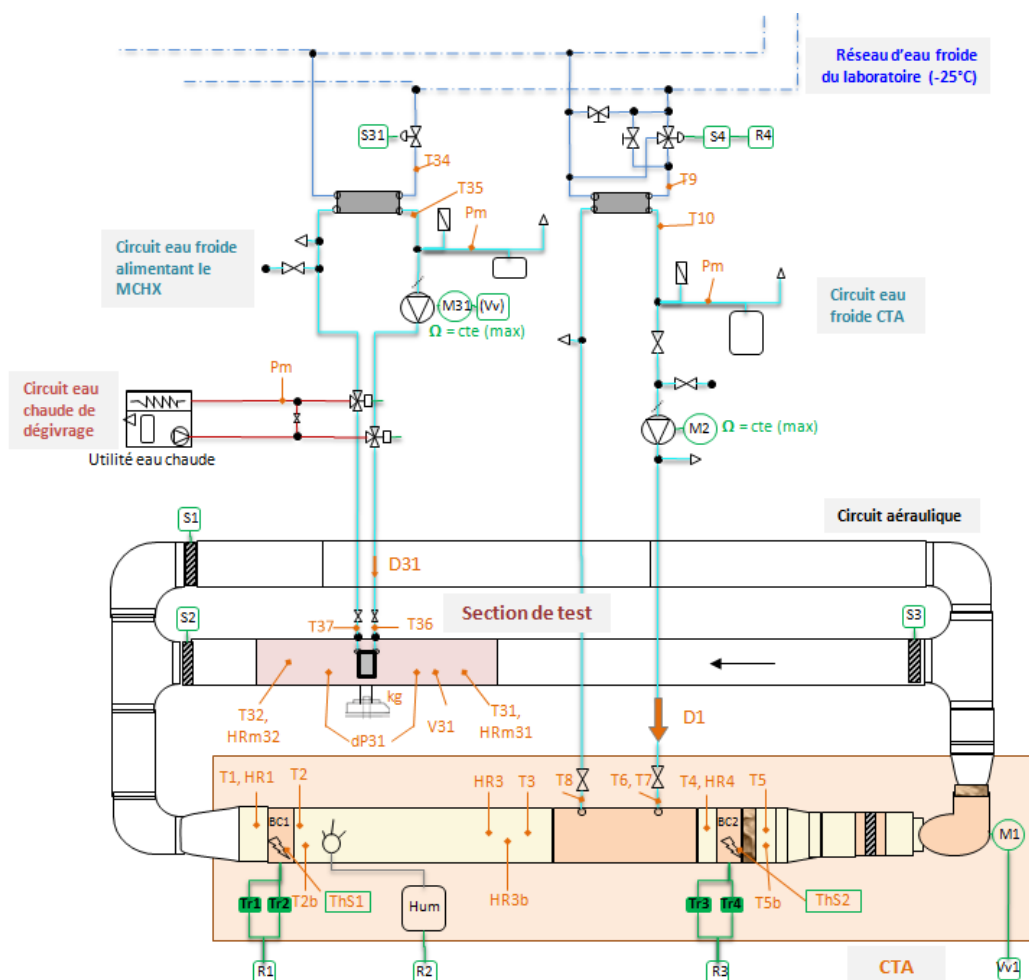 Réseau d'eau froide
du laboratoire (-25°C)
S31
S4
R4
T34
T9
T35
T10
Pm
Circuit eau froide
alimentant le
MCHX
Pm
Circuit eau
froide CTA
M31
(Vv)
Ω = cte (max)
Pm
Circuit eau
chaude de
dégivrage
M2
Ω = cte (max)
Utilité eau chaude
S1
Circuit aéraulique
D31
Section de test
S2
S3
T37
T36
kg
T32,
HRm32
dP31
V31
T31,
HRm31
D1
T1, HR1
T2
HR3
T3
T8
T6, T7
T4, HR4
T5
BC1
BC2
M1
T2b
ThS1
HR3b
ThS2
T5b
Tr1
Tr2
Hum
Tr3
Tr4
R1
R2
R3
CTA
Vv1